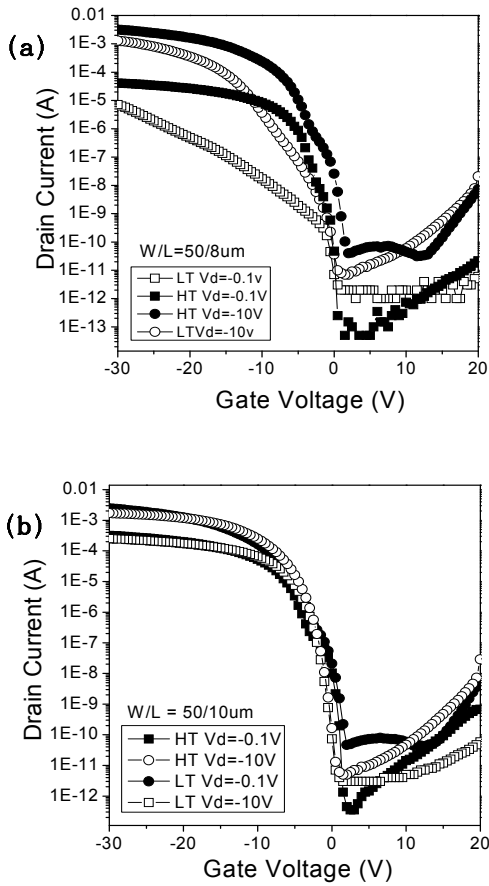 (a)
Drain Current (A)
0.01
1E-3
1E-4
1E-5
1E-6
1E-7
1E-8
1E-9
1E-10
1E-11
1E-12
1E-13
W/L=50/8um
LT Vd=-0.1v
HT Vd=-0.1V
HT Vd=-10V
LTVd=-10v
-30 -20 -10 0 10 20
Gate Voltage (V)
(b)
Drain Current (A)
0.01
1E-3
1E-4
1E-5
1E-6
1E-7
1E-8
1E-9
1E-10
1E-11
1E-12
W/L = 50/10um
HT Vd=-0.1V
HT Vd=-10V
LT Vd=-0.1V
LT Vd=-10V
-30 -20 -10 0 10 20
Gate Voltage (V)